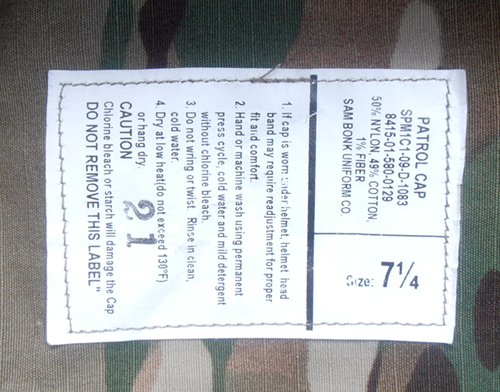 PATROL CAP
SPM1C1-09-D-1083
8415-01-580-0129
50% NYLON, 49% COTTON,
1% FIBER
SAM BONK UNIFORM CO.
Size: 7 1/4
1. If cap is worn under helmet, helmet head
band may require readjustment for proper
fit and comfort.
2. Hand or machine wash using permanent
press cycle, cold water and mild detergent
without chlorine bleach.
3. Do not wring or twist. Rinse in clean,
cold water.
4. Dry at low heat(do not exceed 130°F)
or hang dry.
21
CAUTION
Chlorine bleach or starch will damage the Cap
DO NOT REMOVE THIS LABEL"